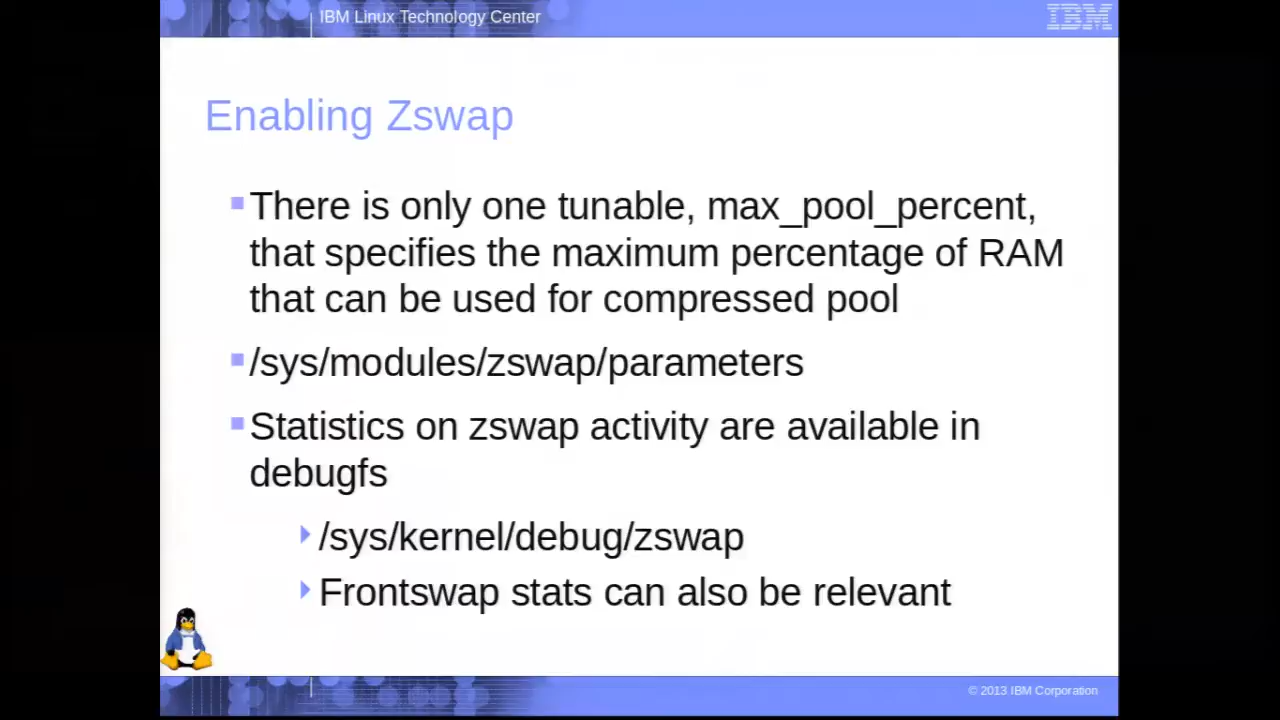 IBM Linux Technology Center
IBM
Enabling Zswap
There is only one tunable, max_pool_percent,
that specifies the maximum percentage of RAM
that can be used for compressed pool
/sys/modules/zswap/parameters
Statistics on zswap activity are available in
debugfs
/sys/kernel/debug/zswap
Frontswap stats can also be relevant
© 2013 IBM Corporation